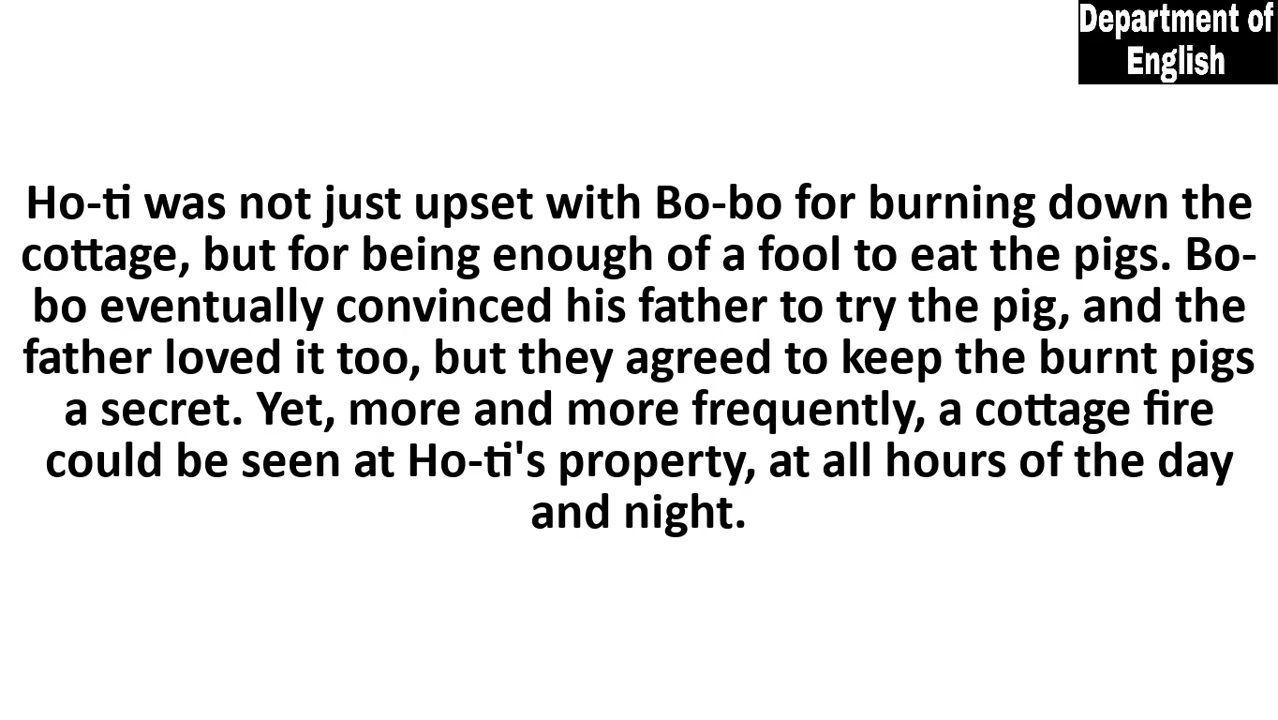 Department of
English
Ho-ti was not just upset with Bo-bo for burning down the
cottage, but for being enough of a fool to eat the pigs. Bo-
bo eventually convinced his father to try the pig, and the
father loved it too, but they agreed to keep the burnt pigs
a secret. Yet, more and more frequently, a cottage fire
could be seen at Ho-ti's property, at all hours of the day
and night.